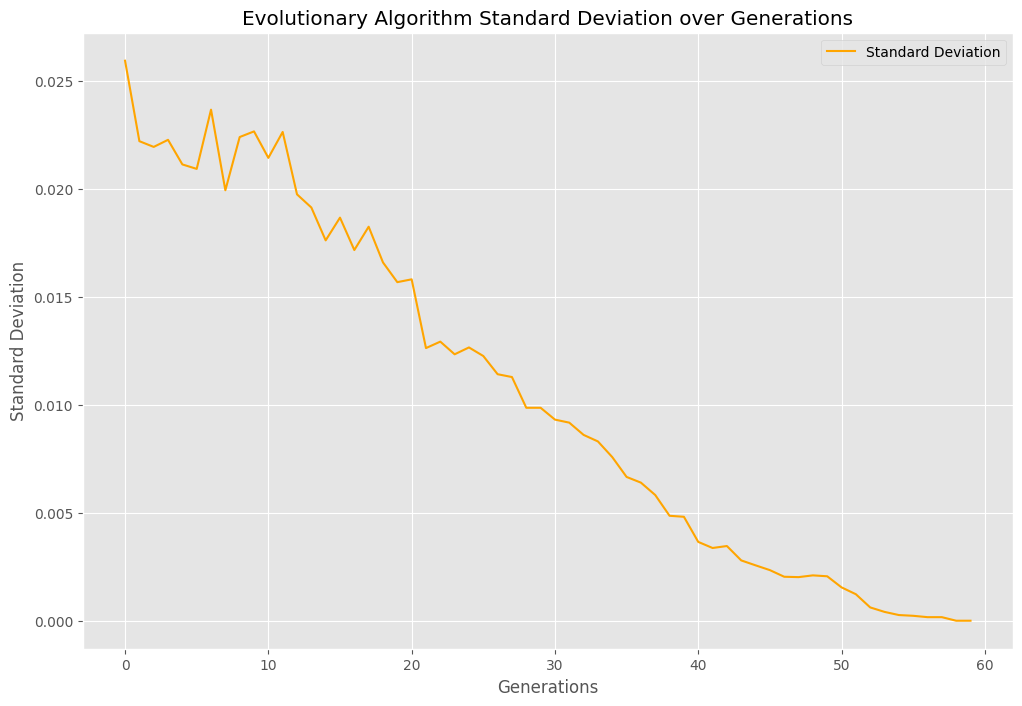 Evolutionary Algorithm Standard Deviation over Generations
Standard Deviation
0.025
0.020
0.015
0.010
0.005
0.000
Standard Deviation
0 10 20 30 40 50 60
Generations